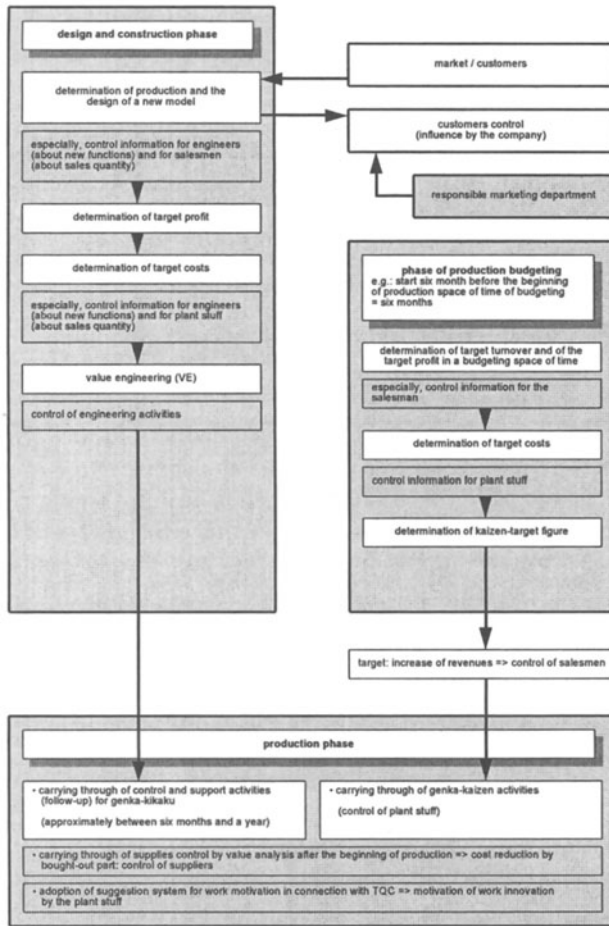 design and construction phase
determination of production and the
design of a new model
especially, control information for engineers
(about new functions) and for salesmen
(about sales quantity)
determination of target profit
determination of target costs
especially, control information for engineers
(about new functions) and for plant stuff
(about sales quantity)
value engineering (VE)
control of engineering activities
market / customers
customers control
(influence by the company)
responsible marketing department
phase of production budgeting
e.g.: start six month before the beginning
of production space of time of budgeting
= six months
determination of target turnover and of the
target profit in a budgeting space of time
especially, control information for the
salesman
determination of target costs
control information for plant stuff
determination of kaizen-target figure
target: increase of revenues => control of salesmen
production phase
• carrying through of control and support activities
(follow-up) for genka-kikaku
(approximately between six months and a year)
• carrying through of genka-kaizen activities
(control of plant stuff)
• carrying through of supplies control by value analysis after the beginning of production => cost reduction by
bought-out part: control of suppliers
• adoption of suggestion system for work motivation in connection with TQC => motivation of work innovation
by the plant stuff